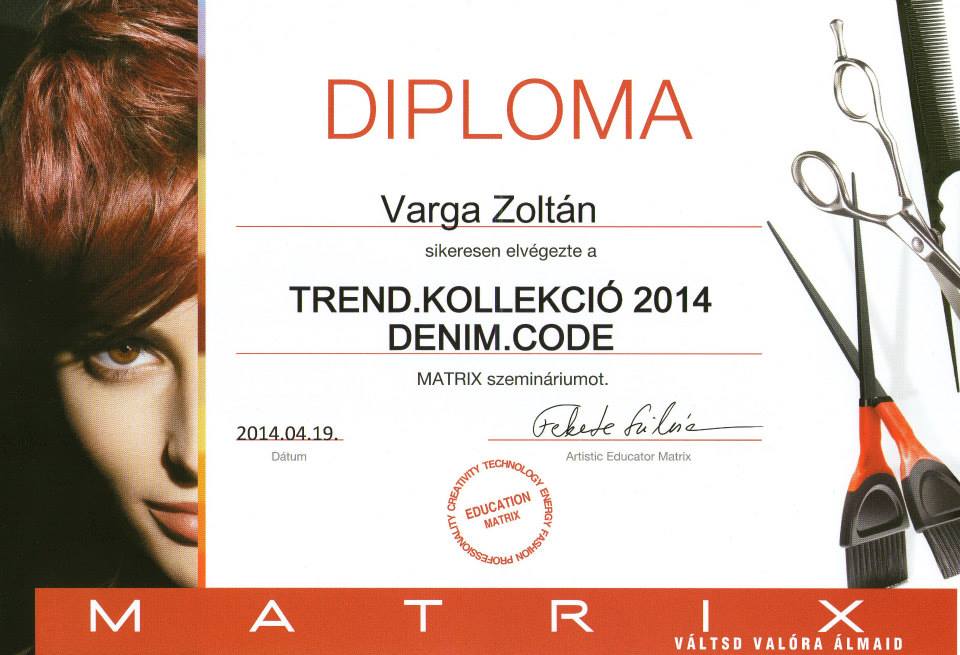 DIPLOMA
Varga Zoltán
sikeresen elvégezte a
TREND.KOLLEKCIÓ 2014
DENIM.CODE
MATRIX szemináriumot.
2014.04.19.
Dátum
Fekete Szilvia
Artistic Educator Matrix
PROFESSIONALITY CREATIVITY TECHNOLOGY ENERGY FASHION
EDUCATION
MATRIX
MATRIX
VÁLTSD VALÓRA ÁLMAID